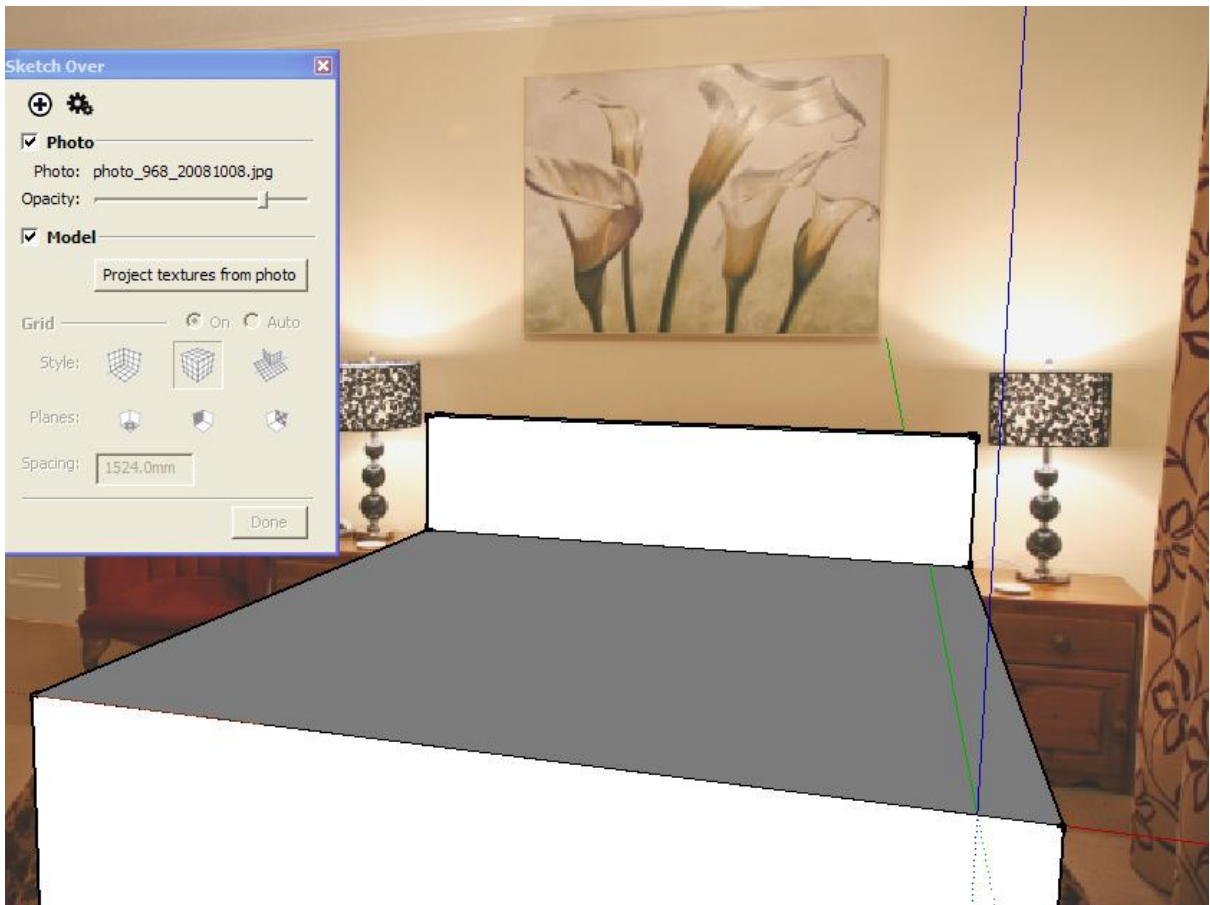 Sketch Over
Photo
Photo: photo_968_20081008.jpg
Opacity:
Model
Project textures from photo
Grid On Auto
Style:
Planes:
Spacing: 1524.0mm
Done